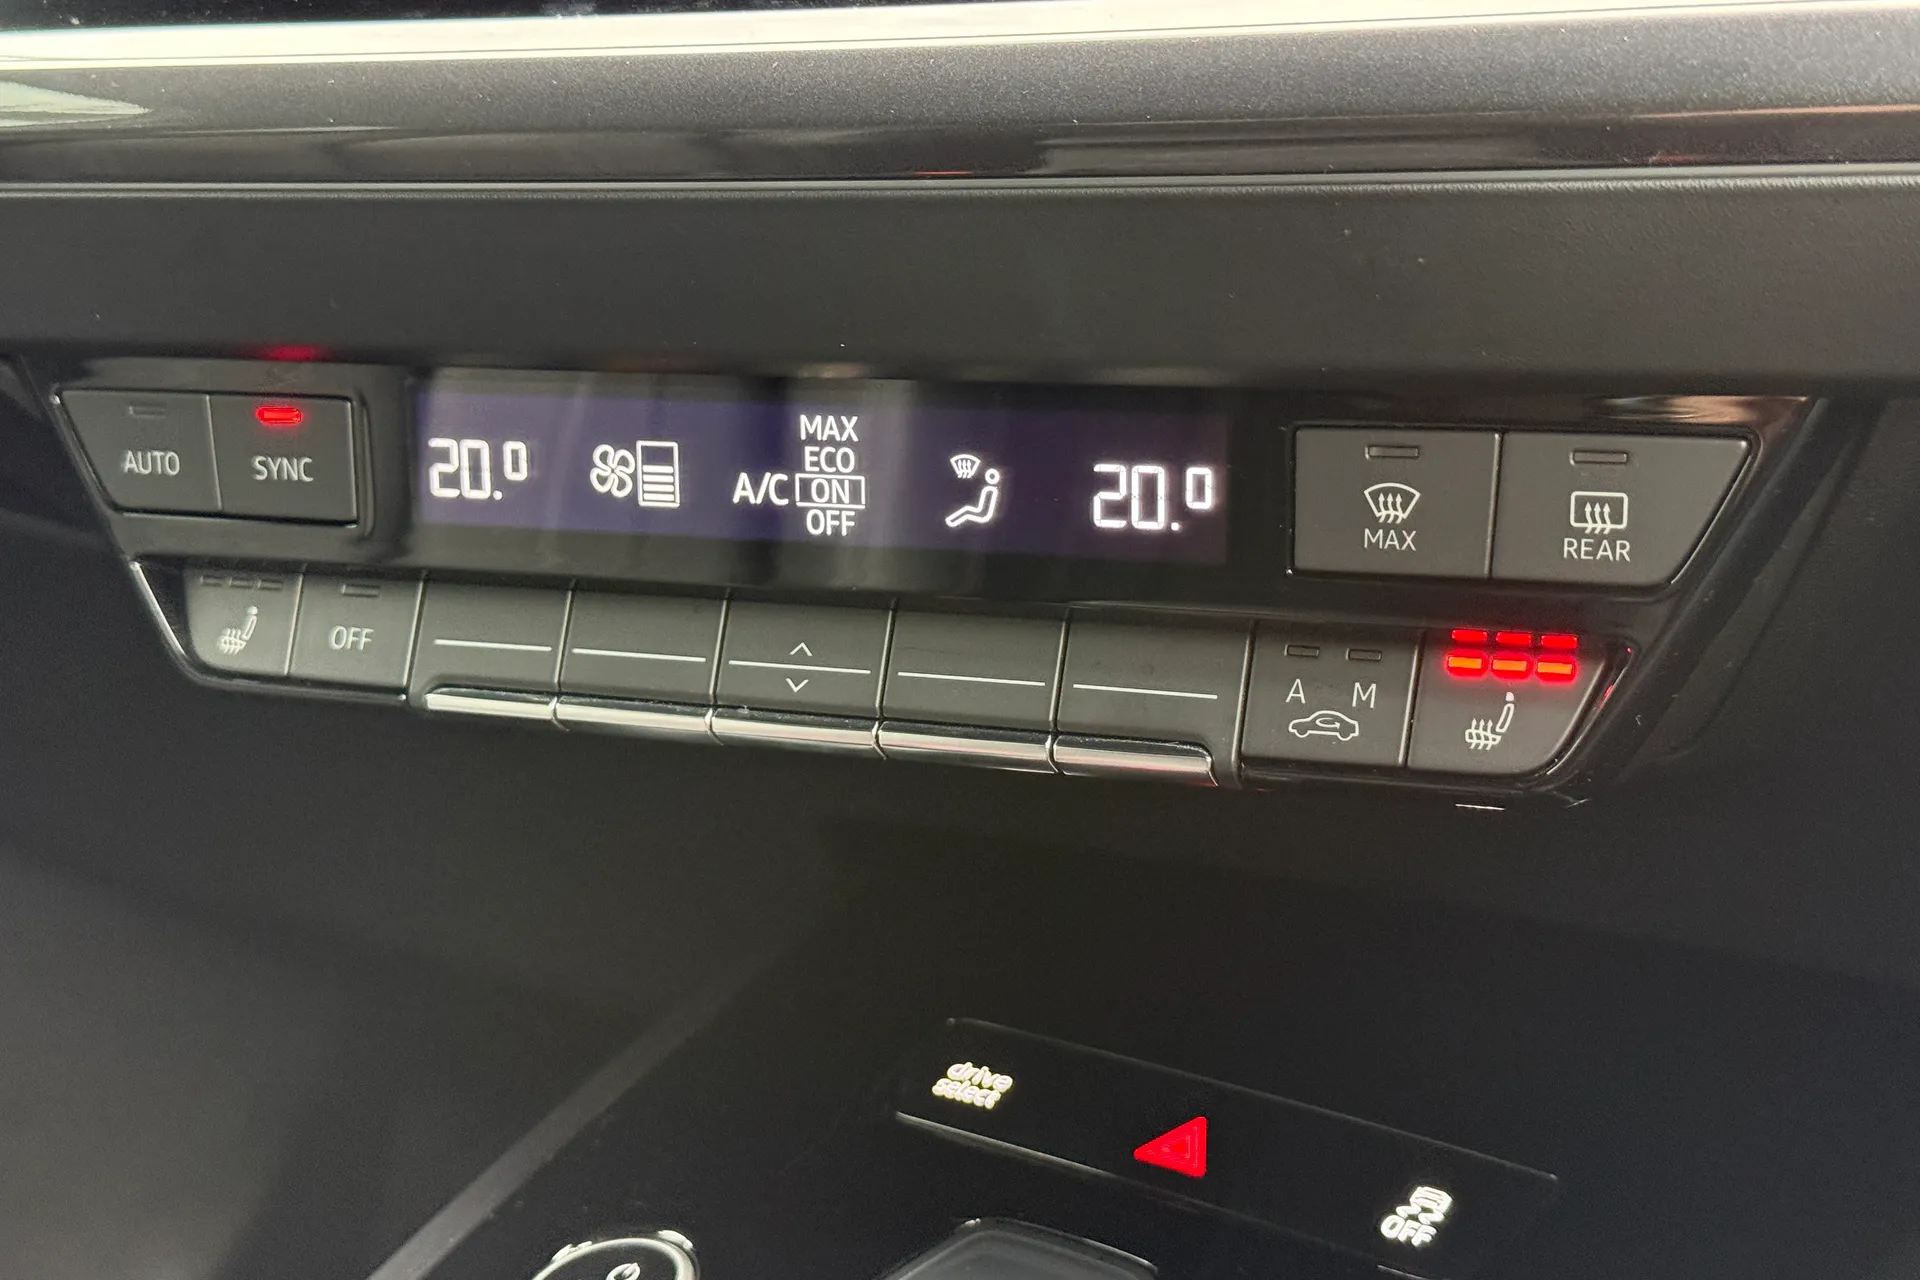 AUTO
SYNC
20.0
A/C
MAX
ECO
ON
OFF
20.0
MAX
REAR
OFF
A M
drive
select
OFF